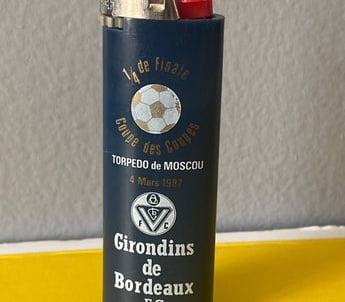 1/4 de Finale
Coupe des Coupes
TORPEDO de MOSCOU
4 Mars 1987
F C
Girondins
de
Bordeaux
F.C.